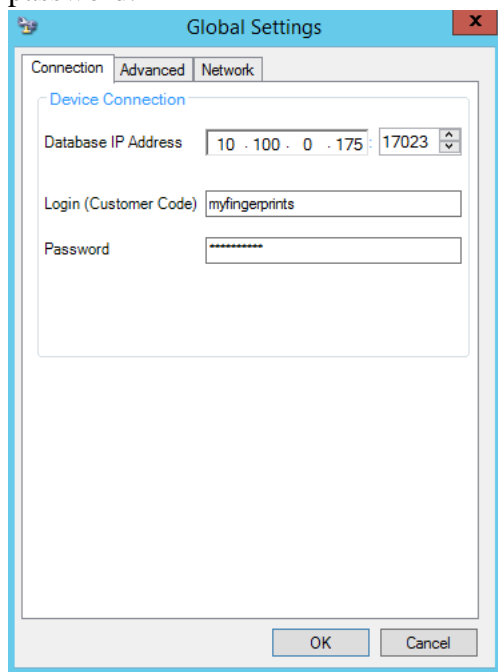 Global Settings
x
Connection Advanced Network
Device Connection
Database IP Address 10 . 100 . 0 . 175 : 17023
Login (Customer Code) myfingerprints
Password **********
OK Cancel